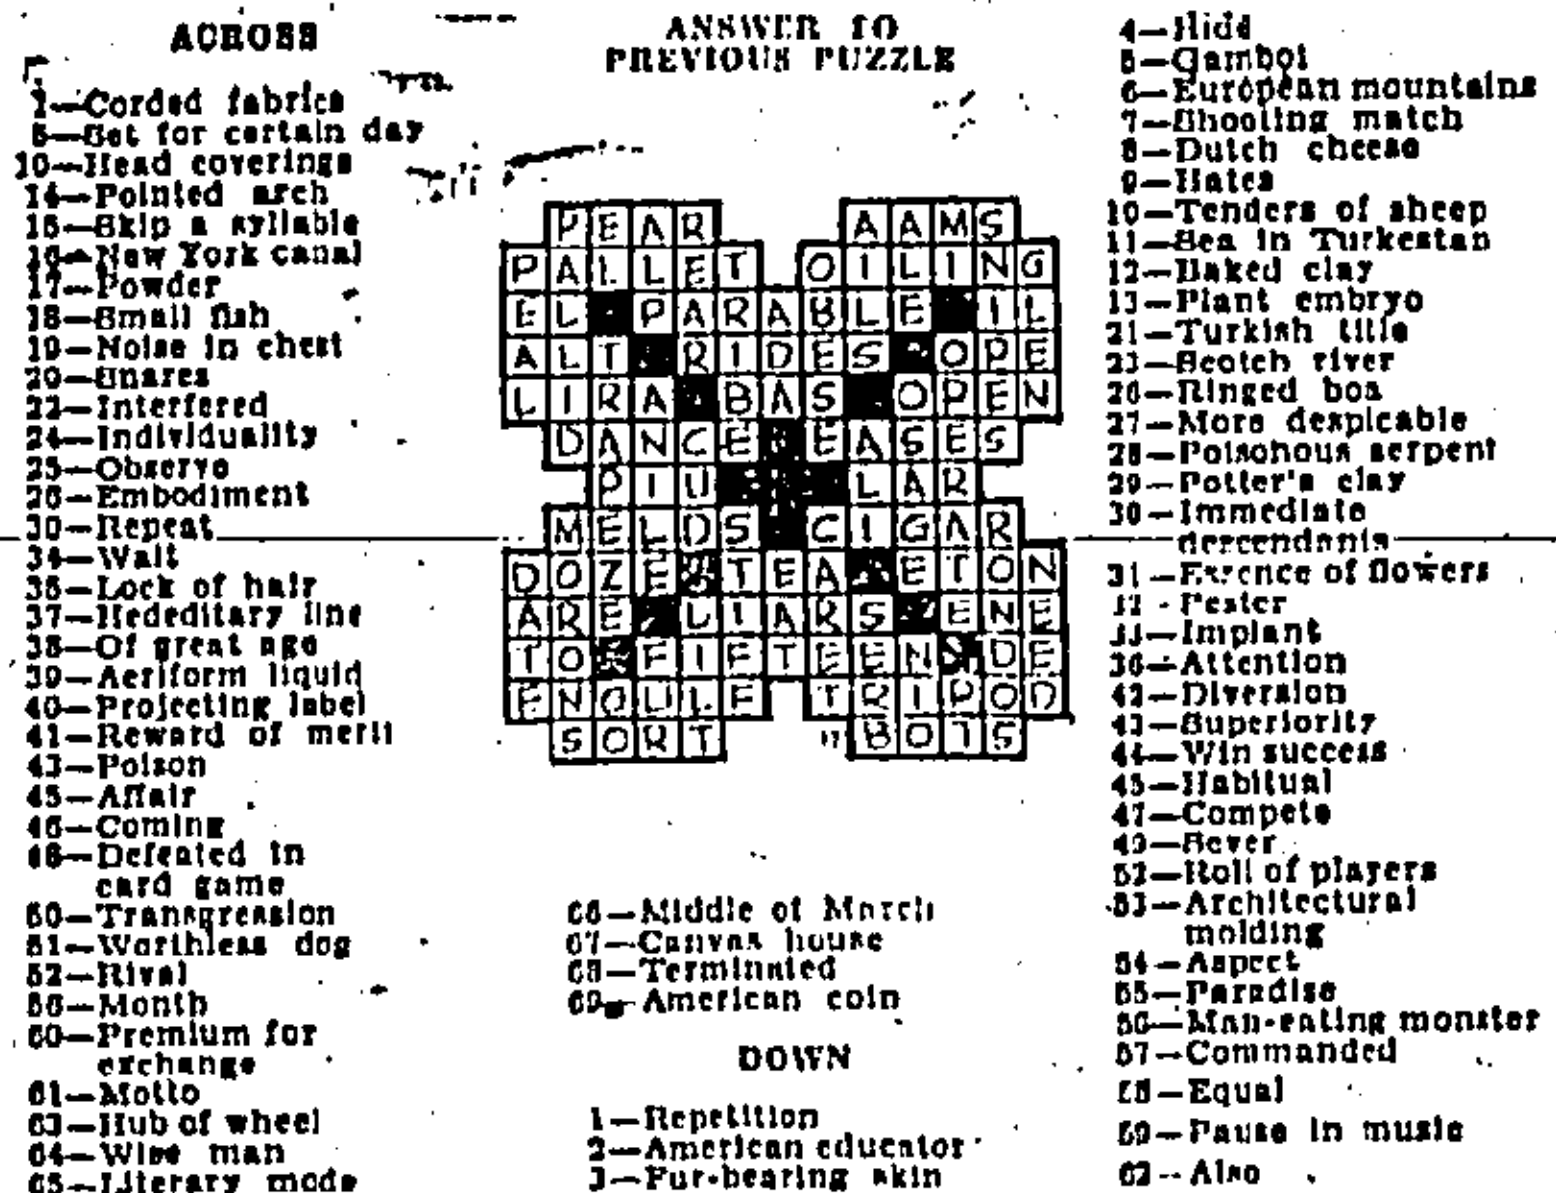 ACROSS
1—Corded fabrics
5—Set for certain day
10—Head coverings
14—Pointed arch
15—Skip a syllable
16—New York canal
17—Powder
18—Small fish
19—Noise in chest
20—Snares
22—Interfered
24—Individuality
25—Observe
26—Embodiment
30—Repeat
34—Wait
35—Lock of hair
37—Hededitary line
38—Of great age
39—Aeriform liquid
40—Projecting label
41—Reward of merit
43—Poison
45—Affair
46—Coming
48—Defeated in
card game
50—Transgression
51—Worthless dog
52—Rival
56—Month
60—Premium for
exchange
61—Motto
63—Hub of wheel
64—Wise man
65—Literary mode
ANSWER TO
PREVIOUS PUZZLE
PEAR AAMS
PALLET OILING
EL PARABLE IL
ALT RIDES OPE
LIRA BAS OPEN
DANCE EASES
PIU LAR
MELDS CIGAR
DOZE TEA ETON
ARE LIARS ENE
TO FIFTEEN DE
ENGULF TRIPOD
SORT BOTS
66—Middle of March
67—Canvas house
68—Terminated
69—American coin
DOWN
1—Repetition
2—American educator
3—Fur-bearing skin
4—Hidd
5—Gambol
6—European mountains
7—Shooting match
8—Dutch cheese
9—Hates
10—Tenders of sheep
11—Sea in Turkestan
12—Baked clay
13—Plant embryo
21—Turkish title
23—Scotch river
26—Ringed boa
27—More despicable
28—Poisohous serpent
29—Potter's clay
30—Immediate
descendants
31—Essence of flowers
32—Pester
33—Implant
36—Attention
42—Diversion
43—Superiority
44—Win success
45—Habitual
47—Compete
49—Sever
52—Roll of players
53—Architectural
molding
54—Aspect
55—Paradise
56—Man-eating monster
57—Commanded
58—Equal
59—Pause in music
62—Also